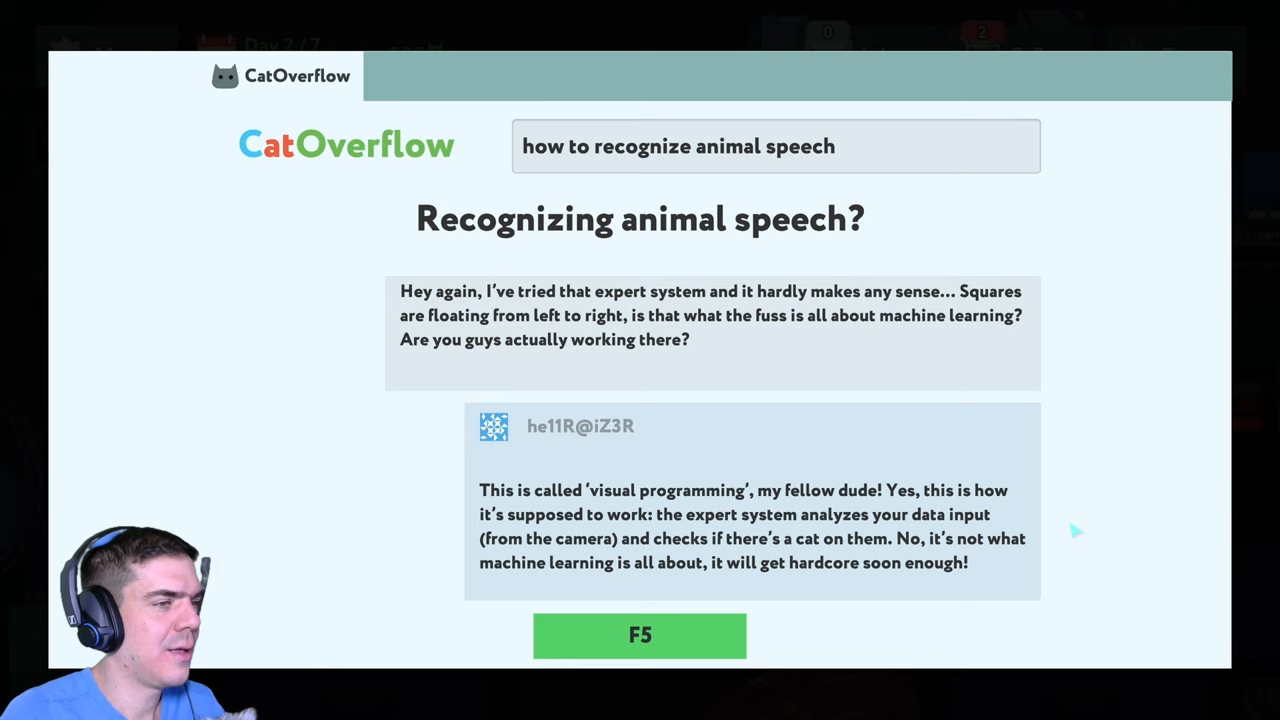 Day 2/7
0
2
CatOverflow
CatOverflow
how to recognize animal speech
Recognizing animal speech?
Hey again, I've tried that expert system and it hardly makes any sense... Squares
are floating from left to right, is that what the fuss is all about machine learning?
Are you guys actually working there?
he11R@iZ3R
This is called ‘visual programming’, my fellow dude! Yes, this is how
it's supposed to work: the expert system analyzes your data input
(from the camera) and checks if there's a cat on them. No, it's not what
machine learning is all about, it will get hardcore soon enough!
F5